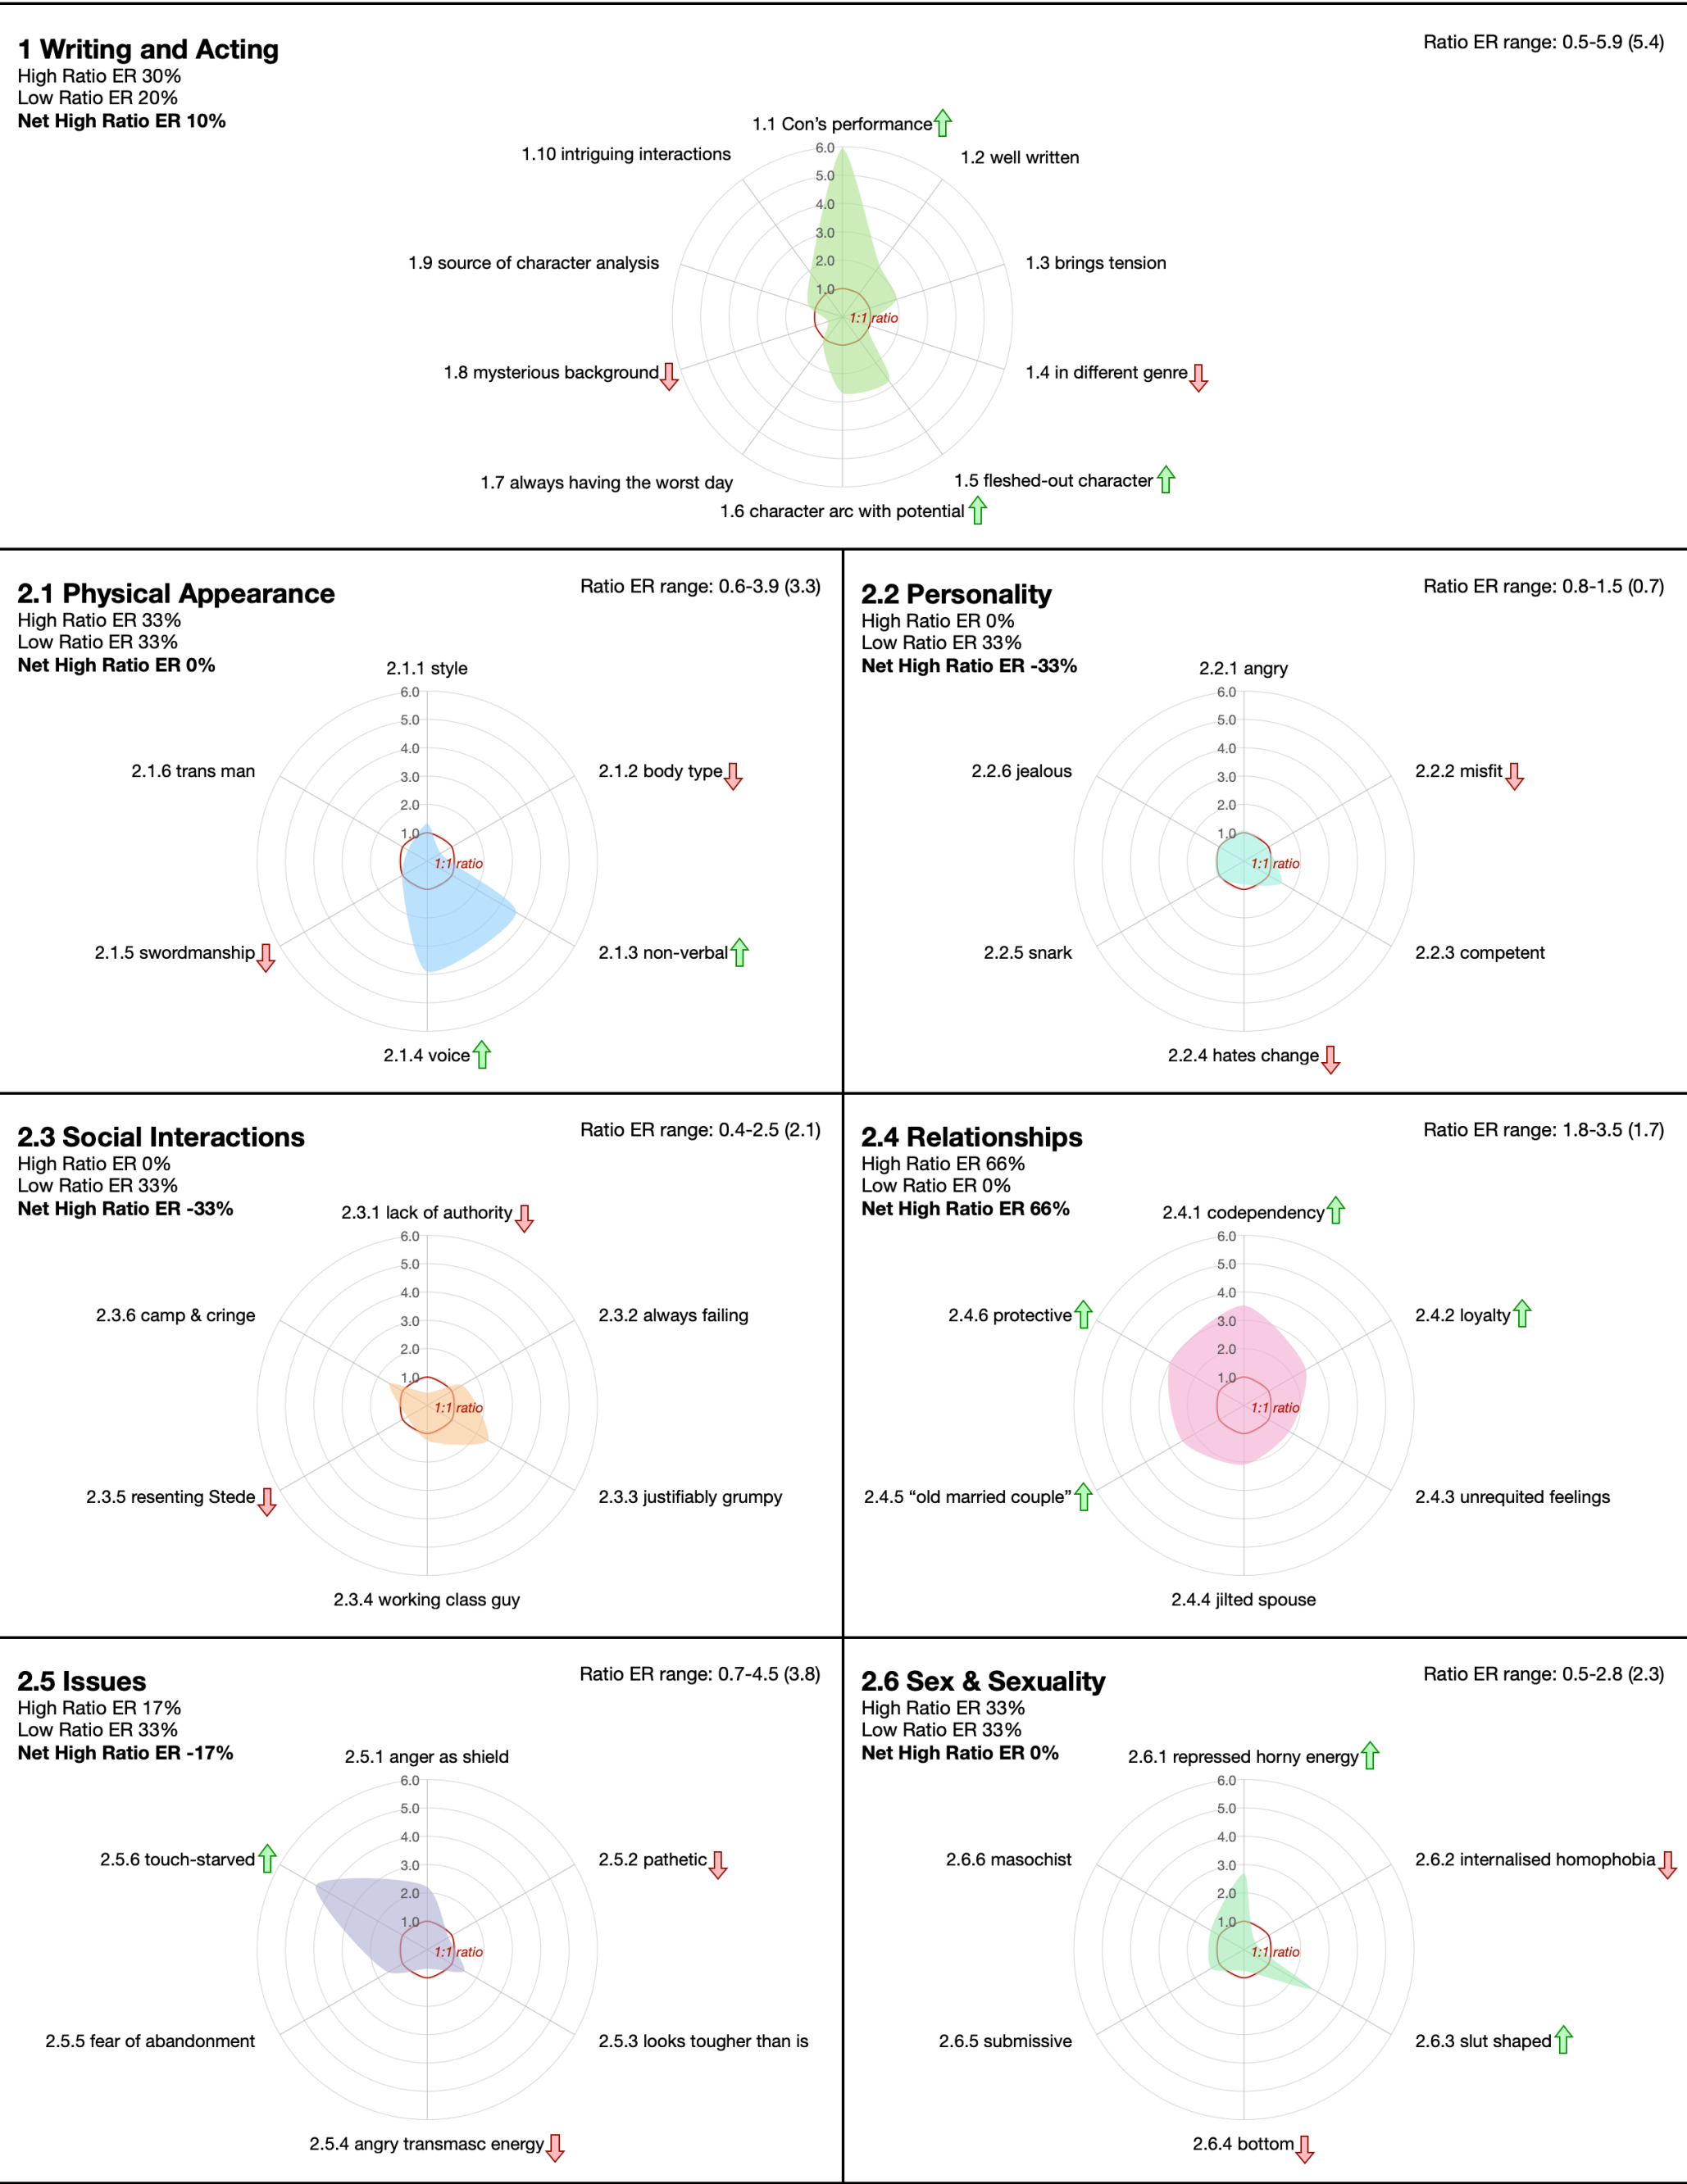 1 Writing and Acting
Ratio ER range: 0.5-5.9 (5.4)
High Ratio ER 30%
Low Ratio ER 20%
Net High Ratio ER 10%
1.1 Con’s performance
1.10 intriguing interactions
1.2 well written
1.9 source of character analysis
1.3 brings tension
1.8 mysterious background
1.4 in different genre
1.7 always having the worst day
1.5 fleshed-out character
1.6 character arc with potential
6.0
5.0
4.0
3.0
2.0
1.0
1:1 ratio
2.1 Physical Appearance
Ratio ER range: 0.6-3.9 (3.3)
High Ratio ER 33%
Low Ratio ER 33%
Net High Ratio ER 0%
2.1.1 style
2.1.6 trans man
2.1.2 body type
2.1.5 swordmanship
2.1.3 non-verbal
2.1.4 voice
6.0
5.0
4.0
3.0
2.0
1.0
1:1 ratio
2.2 Personality
Ratio ER range: 0.8-1.5 (0.7)
High Ratio ER 0%
Low Ratio ER 33%
Net High Ratio ER -33%
2.2.1 angry
2.2.6 jealous
2.2.2 misfit
2.2.5 snark
2.2.3 competent
2.2.4 hates change
6.0
5.0
4.0
3.0
2.0
1.0
1:1 ratio
2.3 Social Interactions
Ratio ER range: 0.4-2.5 (2.1)
High Ratio ER 0%
Low Ratio ER 33%
Net High Ratio ER -33%
2.3.1 lack of authority
2.3.6 camp & cringe
2.3.2 always failing
2.3.5 resenting Stede
2.3.3 justifiably grumpy
2.3.4 working class guy
6.0
5.0
4.0
3.0
2.0
1.0
1:1 ratio
2.4 Relationships
Ratio ER range: 1.8-3.5 (1.7)
High Ratio ER 66%
Low Ratio ER 0%
Net High Ratio ER 66%
2.4.1 codependency
2.4.6 protective
2.4.2 loyalty
2.4.5 “old married couple”
2.4.3 unrequited feelings
2.4.4 jilted spouse
6.0
5.0
4.0
3.0
2.0
1.0
1:1 ratio
2.5 Issues
Ratio ER range: 0.7-4.5 (3.8)
High Ratio ER 17%
Low Ratio ER 33%
Net High Ratio ER -17%
2.5.1 anger as shield
2.5.6 touch-starved
2.5.2 pathetic
2.5.5 fear of abandonment
2.5.3 looks tougher than is
2.5.4 angry transmasc energy
6.0
5.0
4.0
3.0
2.0
1.0
1:1 ratio
2.6 Sex & Sexuality
Ratio ER range: 0.5-2.8 (2.3)
High Ratio ER 33%
Low Ratio ER 33%
Net High Ratio ER 0%
2.6.1 repressed horny energy
2.6.6 masochist
2.6.2 internalised homophobia
2.6.5 submissive
2.6.3 slut shaped
2.6.4 bottom
6.0
5.0
4.0
3.0
2.0
1.0
1:1 ratio